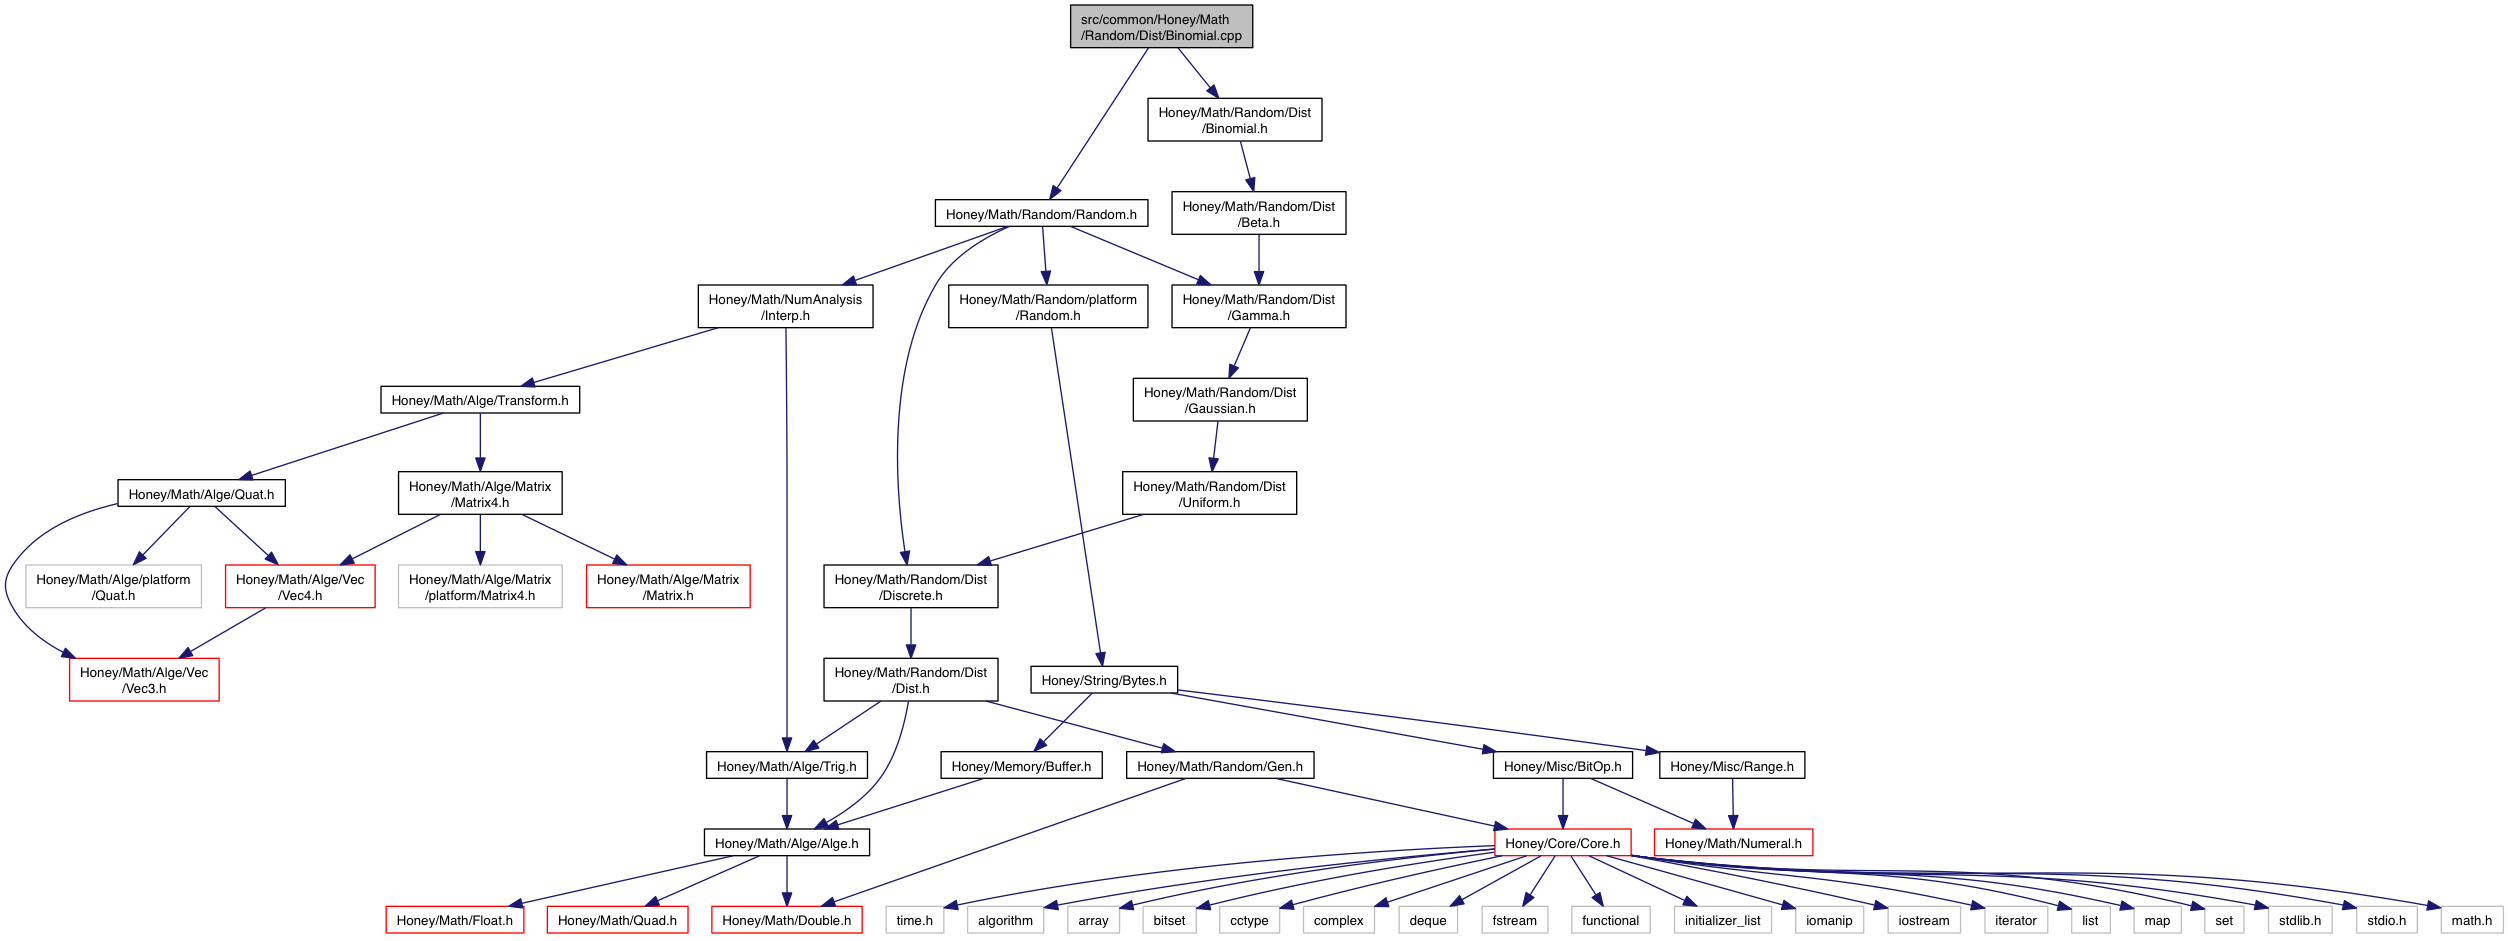 src/common/Honey/Math
/Random/Dist/Binomial.cpp
Honey/Math/Random/Dist
/Binomial.h
Honey/Math/Random/Random.h
Honey/Math/Random/Dist
/Beta.h
Honey/Math/NumAnalysis
/Interp.h
Honey/Math/Random/platform
/Random.h
Honey/Math/Random/Dist
/Gamma.h
Honey/Math/Alge/Transform.h
Honey/Math/Random/Dist
/Gaussian.h
Honey/Math/Alge/Quat.h
Honey/Math/Alge/Matrix
/Matrix4.h
Honey/Math/Random/Dist
/Uniform.h
Honey/Math/Alge/platform
/Quat.h
Honey/Math/Alge/Vec
/Vec4.h
Honey/Math/Alge/Matrix
/platform/Matrix4.h
Honey/Math/Alge/Matrix
/Matrix.h
Honey/Math/Random/Dist
/Discrete.h
Honey/Math/Alge/Vec
/Vec3.h
Honey/Math/Random/Dist
/Dist.h
Honey/String/Bytes.h
Honey/Math/Alge/Trig.h
Honey/Memory/Buffer.h
Honey/Math/Random/Gen.h
Honey/Misc/BitOp.h
Honey/Misc/Range.h
Honey/Math/Alge/Alge.h
Honey/Core/Core.h
Honey/Math/Numeral.h
Honey/Math/Float.h
Honey/Math/Quad.h
Honey/Math/Double.h
time.h
algorithm
array
bitset
cctype
complex
deque
fstream
functional
initializer_list
iomanip
iostream
iterator
list
map
set
stdlib.h
stdio.h
math.h